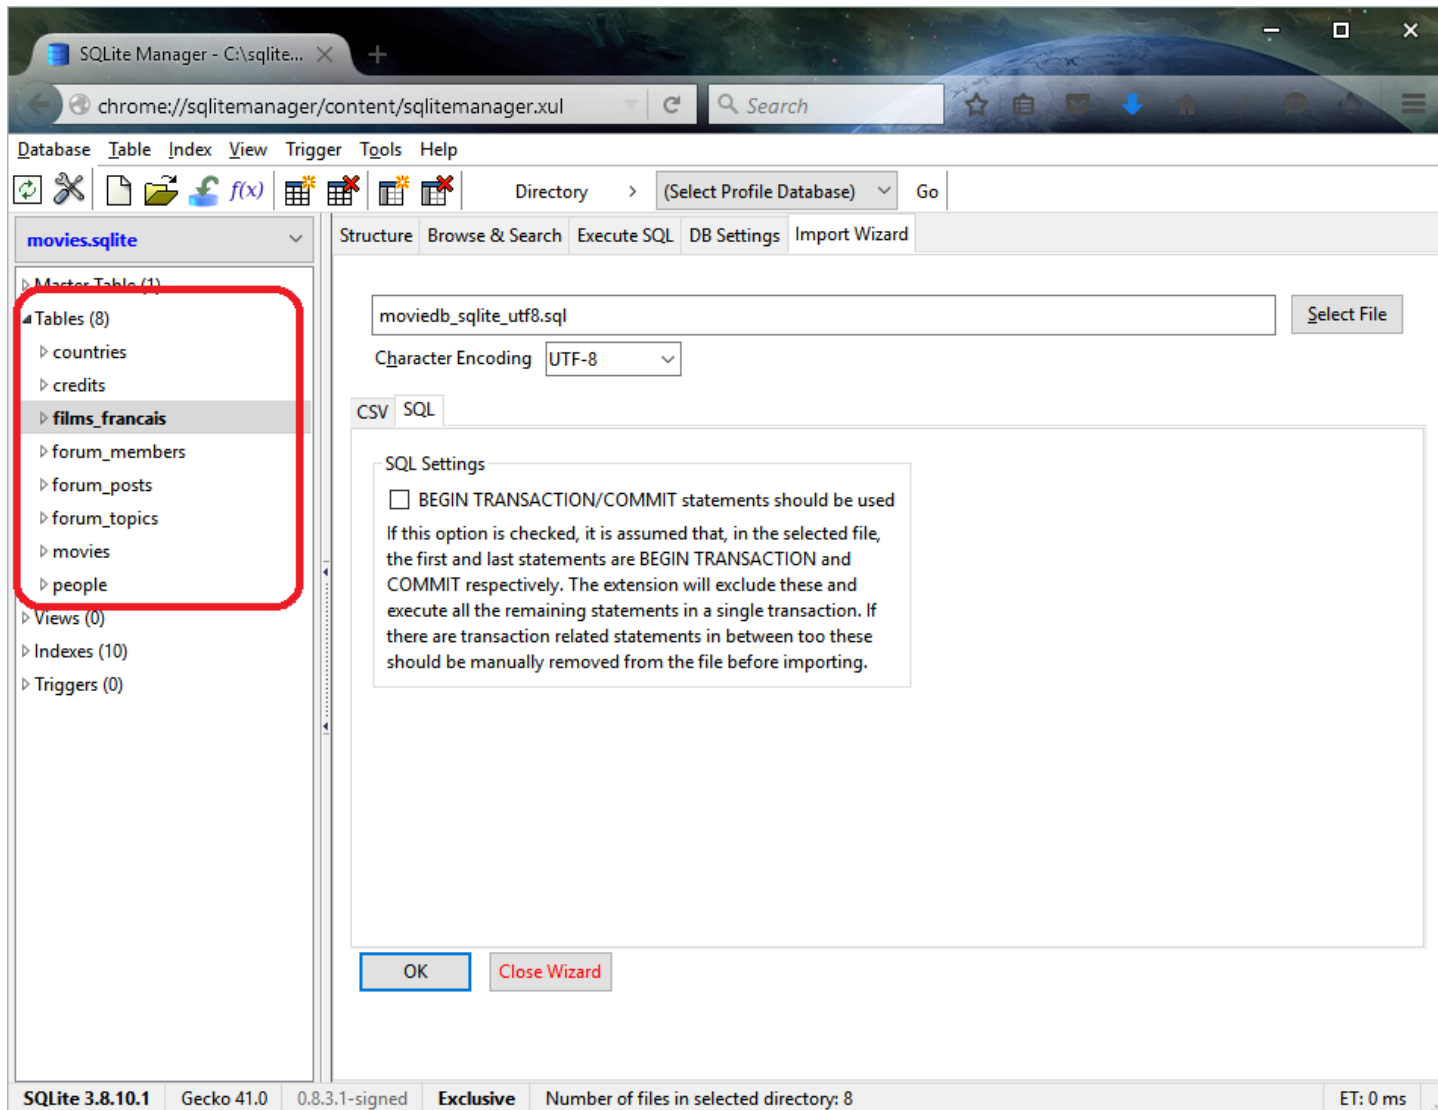 SQLite Manager - C:\sqlite...
chrome://sqlitemanager/content/sqlitemanager.xul
Search
Database Table Index View Trigger Tools Help
f(x)
Directory > (Select Profile Database) Go
movies.sqlite
Structure Browse & Search Execute SQL DB Settings Import Wizard
Master Table (1)
Tables (8)
countries
credits
films_francais
forum_members
forum_posts
forum_topics
movies
people
Views (0)
Indexes (10)
Triggers (0)
moviedb_sqlite_utf8.sql
Select File
Character Encoding UTF-8
CSV SQL
SQL Settings
BEGIN TRANSACTION/COMMIT statements should be used
If this option is checked, it is assumed that, in the selected file,
the first and last statements are BEGIN TRANSACTION and
COMMIT respectively. The extension will exclude these and
execute all the remaining statements in a single transaction. If
there are transaction related statements in between too these
should be manually removed from the file before importing.
OK Close Wizard
SQLite 3.8.10.1 Gecko 41.0 0.8.3.1-signed Exclusive Number of files in selected directory: 8 ET: 0 ms